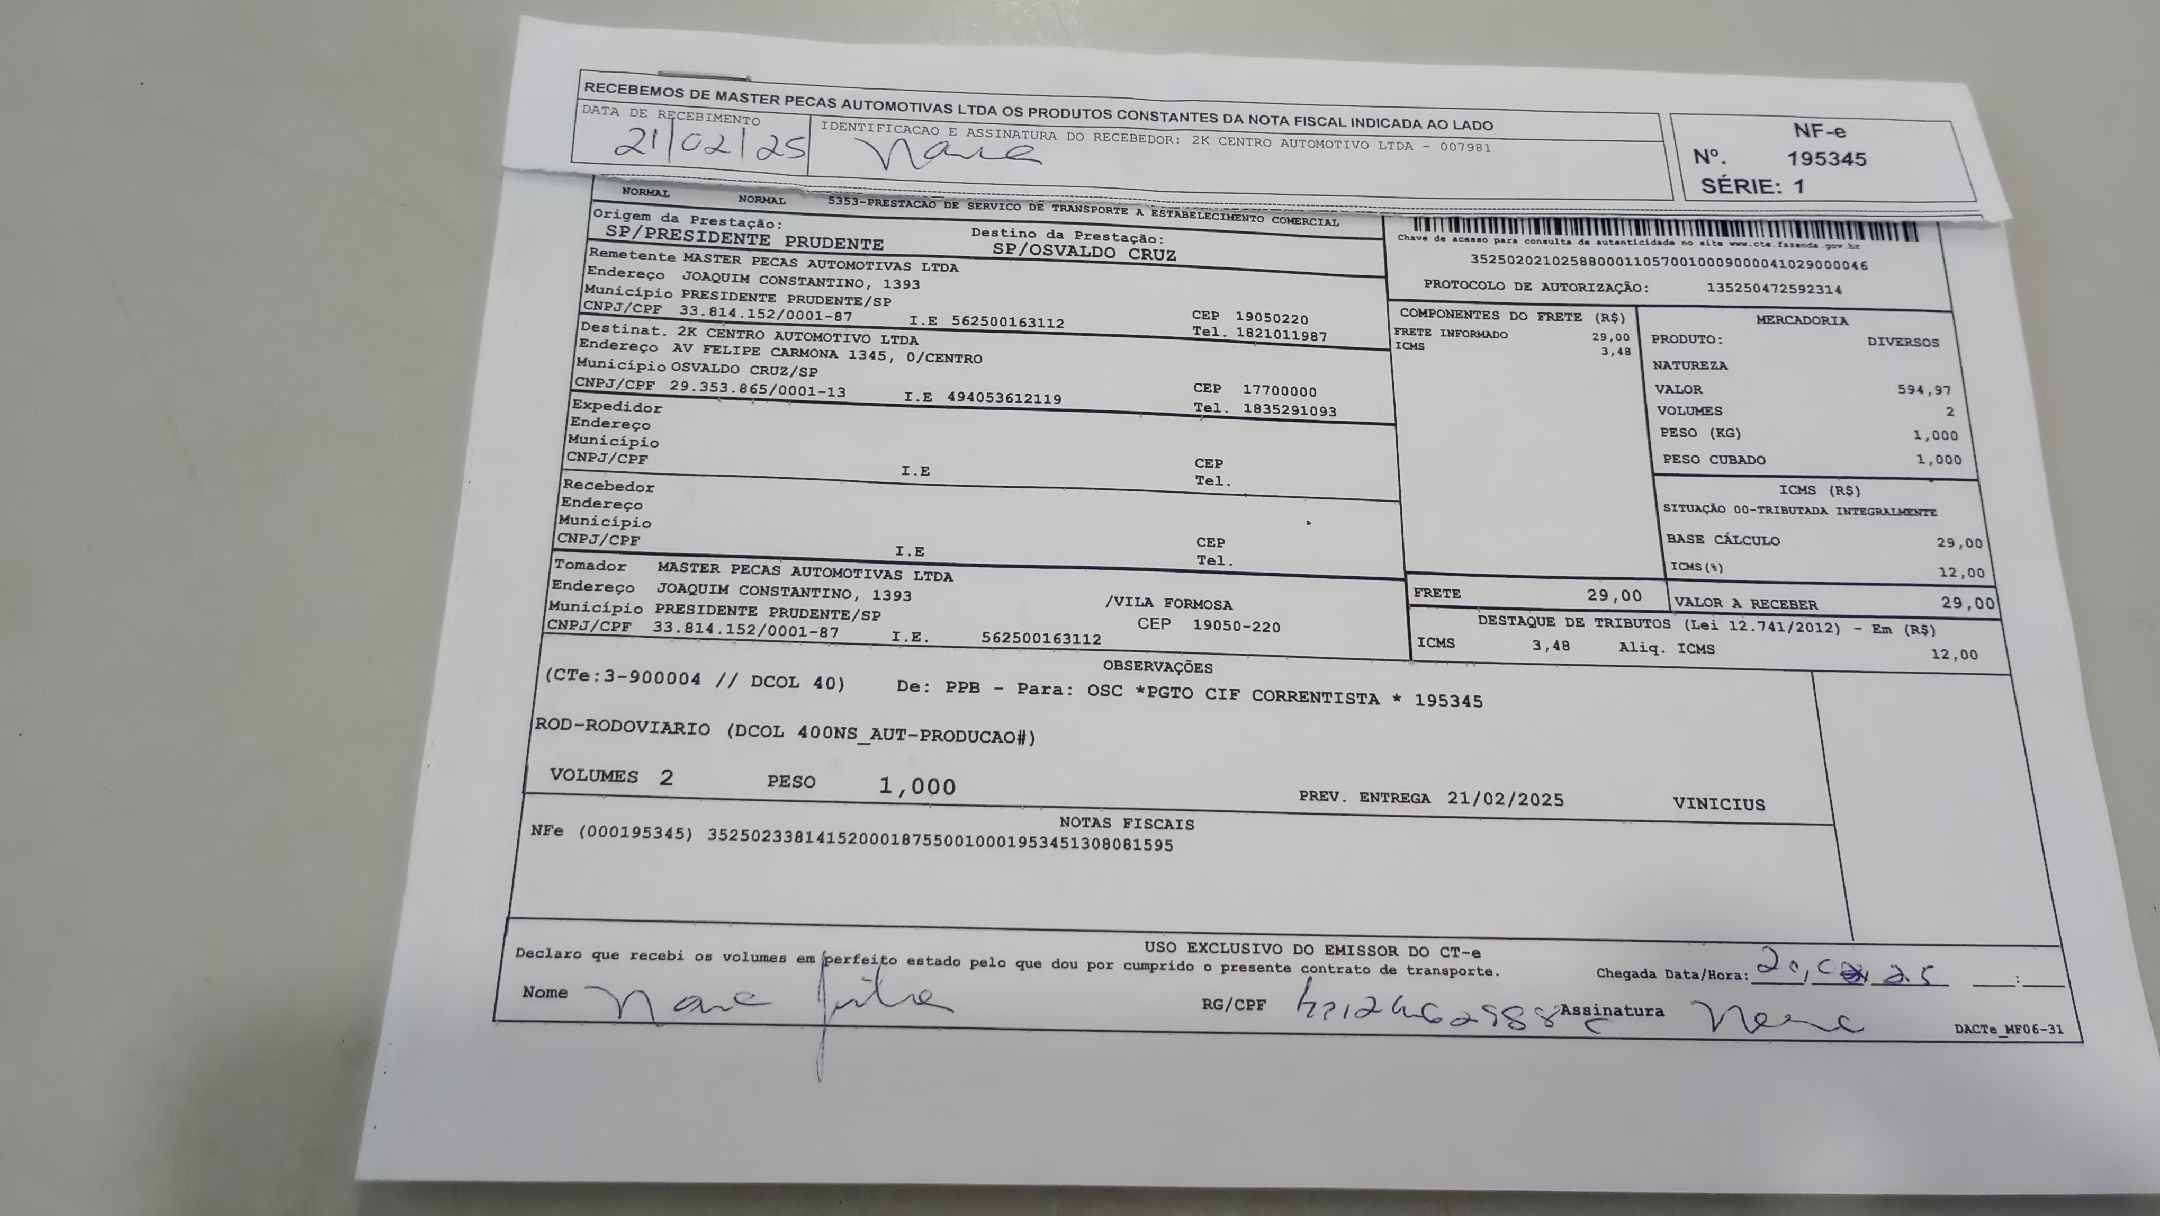 RECEBEMOS DE MASTER PECAS AUTOMOTIVAS LTDA OS PRODUTOS CONSTANTES DA NOTA FISCAL INDICADA AO LADO
DATA DE RECEBIMENTO
21/02/25
IDENTIFICACAO E ASSINATURA DO RECEBEDOR: 2K CENTRO AUTOMOTIVO LTDA - 007981
NF-e
Nº. 195345
SÉRIE: 1
NORMAL NORMAL 5353-PRESTACAO DE SERVICO DE TRANSPORTE A ESTABELECIMENTO COMERCIAL
Origem da Prestação: Destino da Prestação:
SP/PRESIDENTE PRUDENTE SP/OSVALDO CRUZ
Remetente MASTER PECAS AUTOMOTIVAS LTDA
Endereço JOAQUIM CONSTANTINO, 1393
Município PRESIDENTE PRUDENTE/SP CEP 19050220
CNPJ/CPF 33.814.152/0001-87 I.E 562500163112 Tel. 1821011987
Destinat. 2K CENTRO AUTOMOTIVO LTDA
Endereço AV FELIPE CARMONA 1345, 0/CENTRO
Município OSVALDO CRUZ/SP CEP 17700000
CNPJ/CPF 29.353.865/0001-13 I.E 494053612119 Tel. 1835291093
Expedidor
Endereço
Município CEP
CNPJ/CPF I.E Tel.
Recebedor
Endereço
Município CEP
CNPJ/CPF I.E Tel.
Tomador MASTER PECAS AUTOMOTIVAS LTDA
Endereço JOAQUIM CONSTANTINO, 1393 /VILA FORMOSA
Município PRESIDENTE PRUDENTE/SP CEP 19050-220
CNPJ/CPF 33.814.152/0001-87 I.E. 562500163112
Chave de acesso para consulta de autenticidade no site www.cte.fazenda.gov.br
35250202102588000110570010009000041029000046
PROTOCOLO DE AUTORIZAÇÃO: 135250472592314
COMPONENTES DO FRETE (R$)
FRETE INFORMADO 29,00
ICMS 3,48
MERCADORIA
PRODUTO: DIVERSOS
NATUREZA
VALOR 594,97
VOLUMES 2
PESO (KG) 1,000
PESO CUBADO 1,000
ICMS (R$)
SITUAÇÃO 00-TRIBUTADA INTEGRALMENTE
BASE CÁLCULO 29,00
ICMS(%) 12,00
FRETE 29,00 VALOR A RECEBER 29,00
DESTAQUE DE TRIBUTOS (Lei 12.741/2012) - Em (R$)
ICMS 3,48 Aliq. ICMS 12,00
OBSERVAÇÕES
(CTe:3-900004 // DCOL 40) De: PPB - Para: OSC *PGTO CIF CORRENTISTA * 195345
ROD-RODOVIARIO (DCOL 400NS_AUT-PRODUCAO#)
VOLUMES 2 PESO 1,000 PREV. ENTREGA 21/02/2025 VINICIUS
NOTAS FISCAIS
NFe (000195345) 35250233814152000187550010001953451308081595
USO EXCLUSIVO DO EMISSOR DO CT-e
Declaro que recebi os volumes em perfeito estado pelo que dou por cumprido o presente contrato de transporte. Chegada Data/Hora:
Nome RG/CPF Assinatura
DACTe_MF06-31